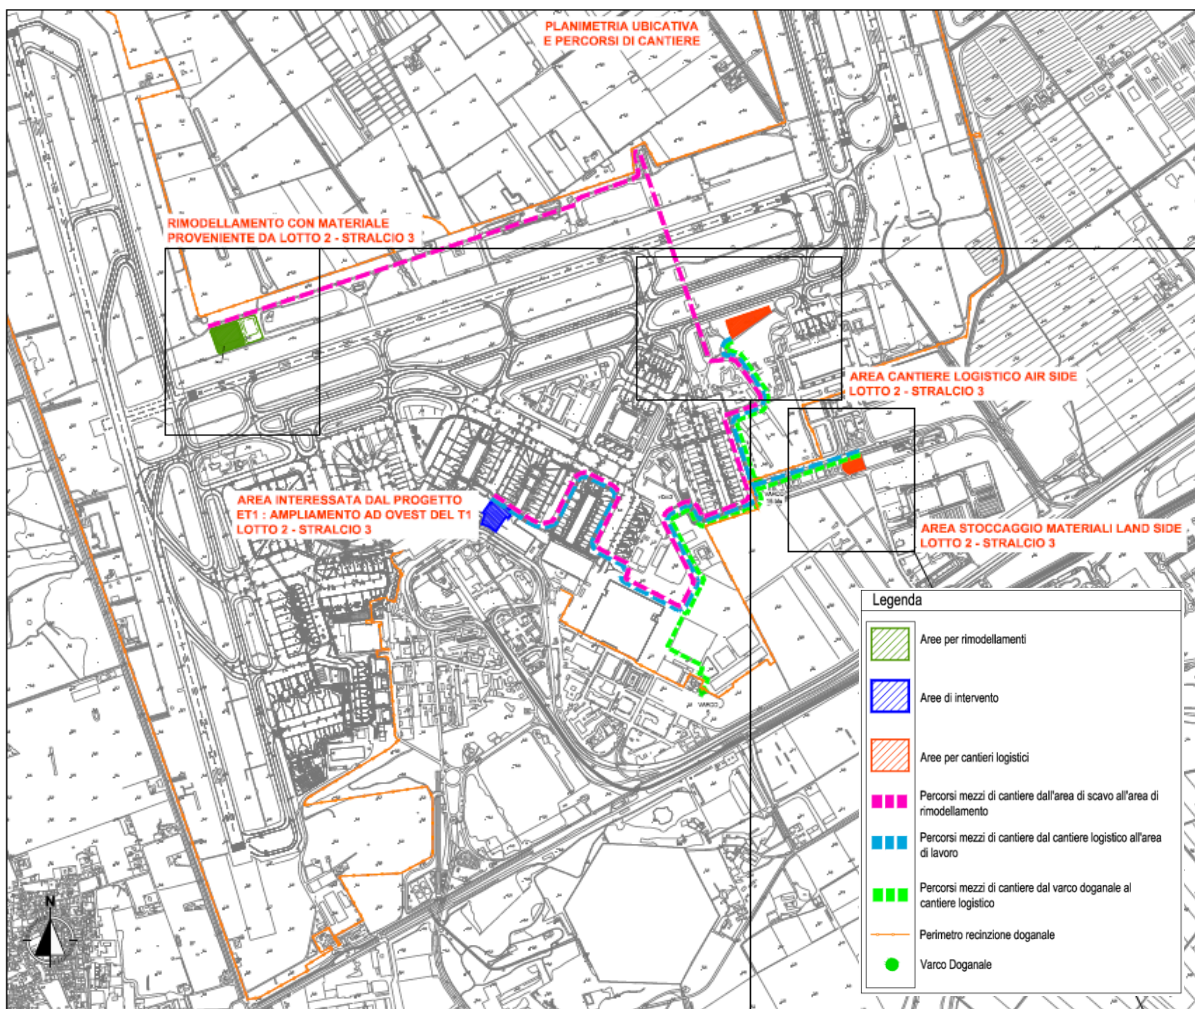 PLANIMETRIA UBICATIVA
E PERCORSI DI CANTIERE
RIMODELLAMENTO CON MATERIALE
PROVENIENTE DA LOTTO 2 - STRALCIO 3
AREA CANTIERE LOGISTICO AIR SIDE
LOTTO 2 - STRALCIO 3
AREA INTERESSATA DAL PROGETTO
ET1 : AMPLIAMENTO AD OVEST DEL T1
LOTTO 2 - STRALCIO 3
VARCO
AREA STOCCAGGIO MATERIALI LAND SIDE
LOTTO 2 - STRALCIO 3
VARCO
N
Legenda
Aree per rimodellamenti
Aree di intervento
Aree per cantieri logistici
Percorsi mezzi di cantiere dall'area di scavo all'area di
rimodellamento
Percorsi mezzi di cantiere dal cantiere logistico all'area
di lavoro
Percorsi mezzi di cantiere dal varco doganale al
cantiere logistico
Perimetro recinzione doganale
Varco Doganale